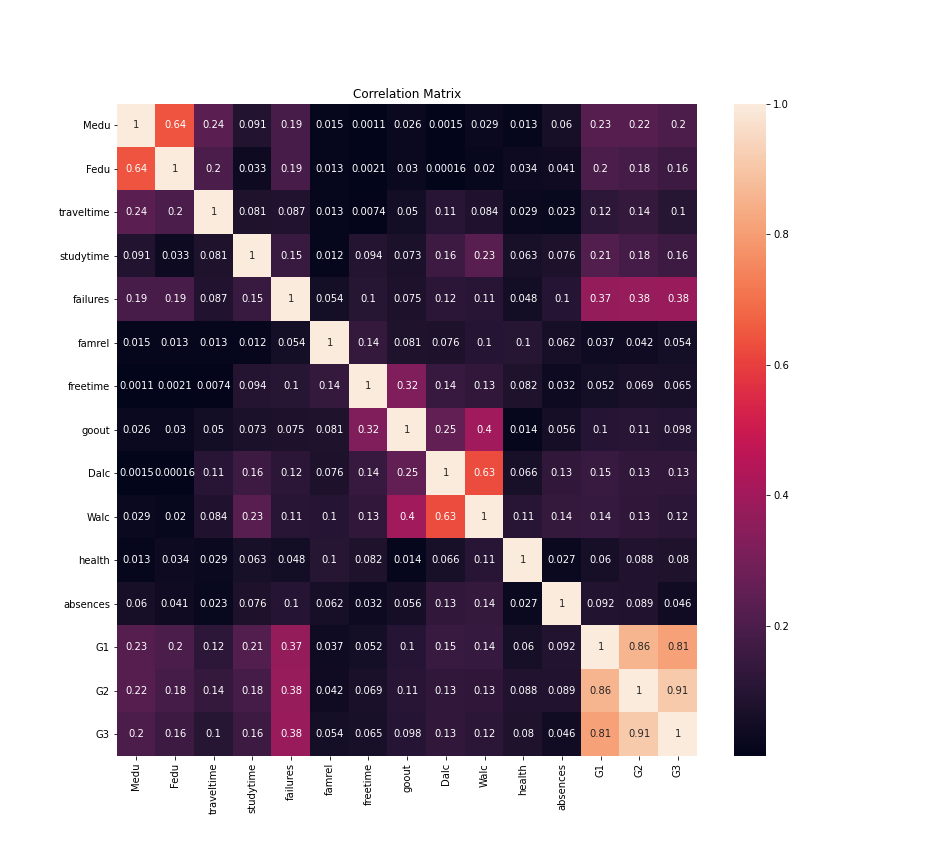 Correlation Matrix
Medu 1 0.64 0.24 0.091 0.19 0.015 0.0011 0.026 0.0015 0.029 0.013 0.06 0.23 0.22 0.2
Fedu 0.64 1 0.2 0.033 0.19 0.013 0.0021 0.03 0.00016 0.02 0.034 0.041 0.2 0.18 0.16
traveltime 0.24 0.2 1 0.081 0.087 0.013 0.0074 0.05 0.11 0.084 0.029 0.023 0.12 0.14 0.1
studytime 0.091 0.033 0.081 1 0.15 0.012 0.094 0.073 0.16 0.23 0.063 0.076 0.21 0.18 0.16
failures 0.19 0.19 0.087 0.15 1 0.054 0.1 0.075 0.12 0.11 0.048 0.1 0.37 0.38 0.38
famrel 0.015 0.013 0.013 0.012 0.054 1 0.14 0.081 0.076 0.1 0.1 0.062 0.037 0.042 0.054
freetime 0.0011 0.0021 0.0074 0.094 0.1 0.14 1 0.32 0.14 0.13 0.082 0.032 0.052 0.069 0.065
goout 0.026 0.03 0.05 0.073 0.075 0.081 0.32 1 0.25 0.4 0.014 0.056 0.1 0.11 0.098
Dalc 0.0015 0.00016 0.11 0.16 0.12 0.076 0.14 0.25 1 0.63 0.066 0.13 0.15 0.13 0.13
Walc 0.029 0.02 0.084 0.23 0.11 0.1 0.13 0.4 0.63 1 0.11 0.14 0.14 0.13 0.12
health 0.013 0.034 0.029 0.063 0.048 0.1 0.082 0.014 0.066 0.11 1 0.027 0.06 0.088 0.08
absences 0.06 0.041 0.023 0.076 0.1 0.062 0.032 0.056 0.13 0.14 0.027 1 0.092 0.089 0.046
G1 0.23 0.2 0.12 0.21 0.37 0.037 0.052 0.1 0.15 0.14 0.06 0.092 1 0.86 0.81
G2 0.22 0.18 0.14 0.18 0.38 0.042 0.069 0.11 0.13 0.13 0.088 0.089 0.86 1 0.91
G3 0.2 0.16 0.1 0.16 0.38 0.054 0.065 0.098 0.13 0.12 0.08 0.046 0.81 0.91 1
Medu Fedu traveltime studytime failures famrel freetime goout Dalc Walc health absences G1 G2 G3
1.0
0.8
0.6
0.4
0.2